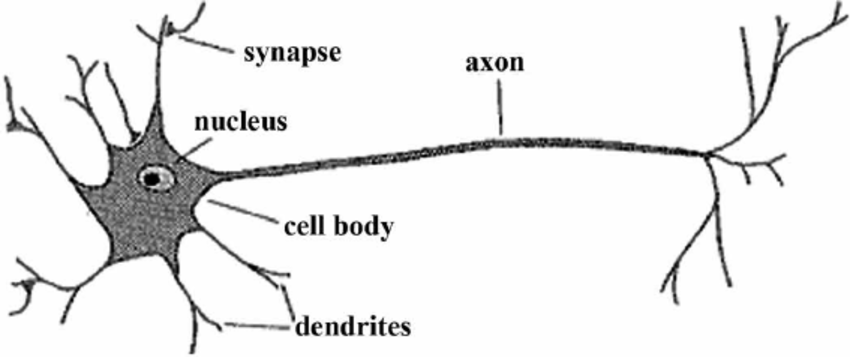 synapse
axon
nucleus
cell body
dendrites